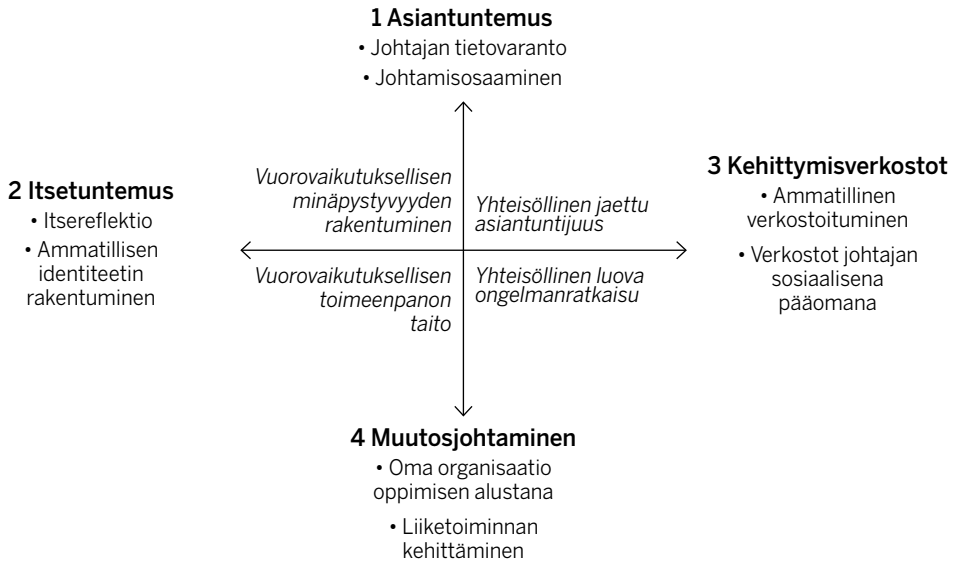 1 Asiantuntemus
• Johtajan tietovaranto
• Johtamisosaaminen
2 Itsetuntemus
• Itsereflektio
• Ammatillisen
identiteetin
rakentuminen
Vuorovaikutuksellisen
minäpystyvyyden
rakentuminen
Yhteisöllinen jaettu
asiantuntijuus
3 Kehittymisverkostot
• Ammatillinen
verkostoituminen
• Verkostot johtajan
sosiaalisena
pääomana
Vuorovaikutuksellisen
toimeenpanon
taito
Yhteisöllinen luova
ongelmanratkaisu
4 Muutosjohtaminen
• Oma organisaatio
oppimisen alustana
• Liiketoiminnan
kehittäminen